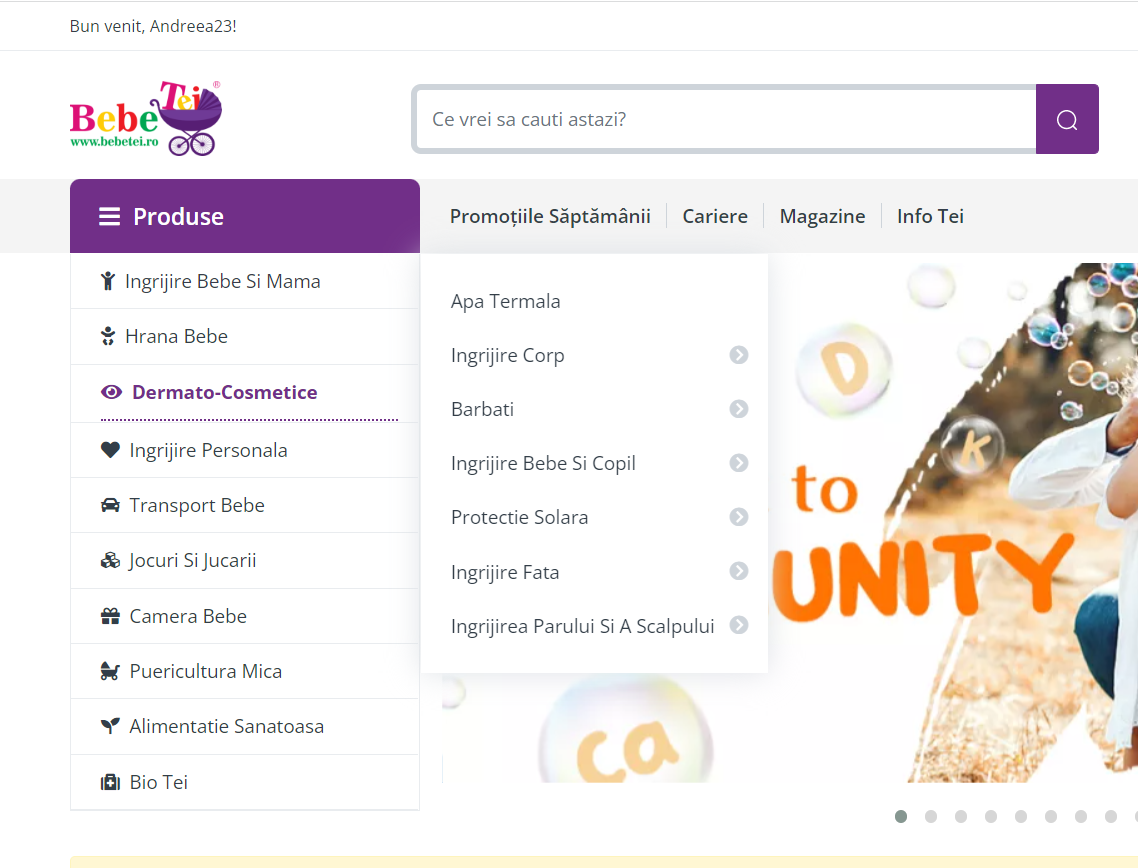 Bun venit, Andreea23!
Bebe Tei ®
www.bebetei.ro
Ce vrei sa cauti astazi?
Produse
Promoțiile Săptămânii
Cariere
Magazine
Info Tei
Ingrijire Bebe Si Mama
Hrana Bebe
Dermato-Cosmetice
Ingrijire Personala
Transport Bebe
Jocuri Si Jucarii
Camera Bebe
Puericultura Mica
Alimentatie Sanatoasa
Bio Tei
Apa Termala
Ingrijire Corp
Barbati
Ingrijire Bebe Si Copil
Protectie Solara
Ingrijire Fata
Ingrijirea Parului Si A Scalpului
D
K
to
UNITY
Ca